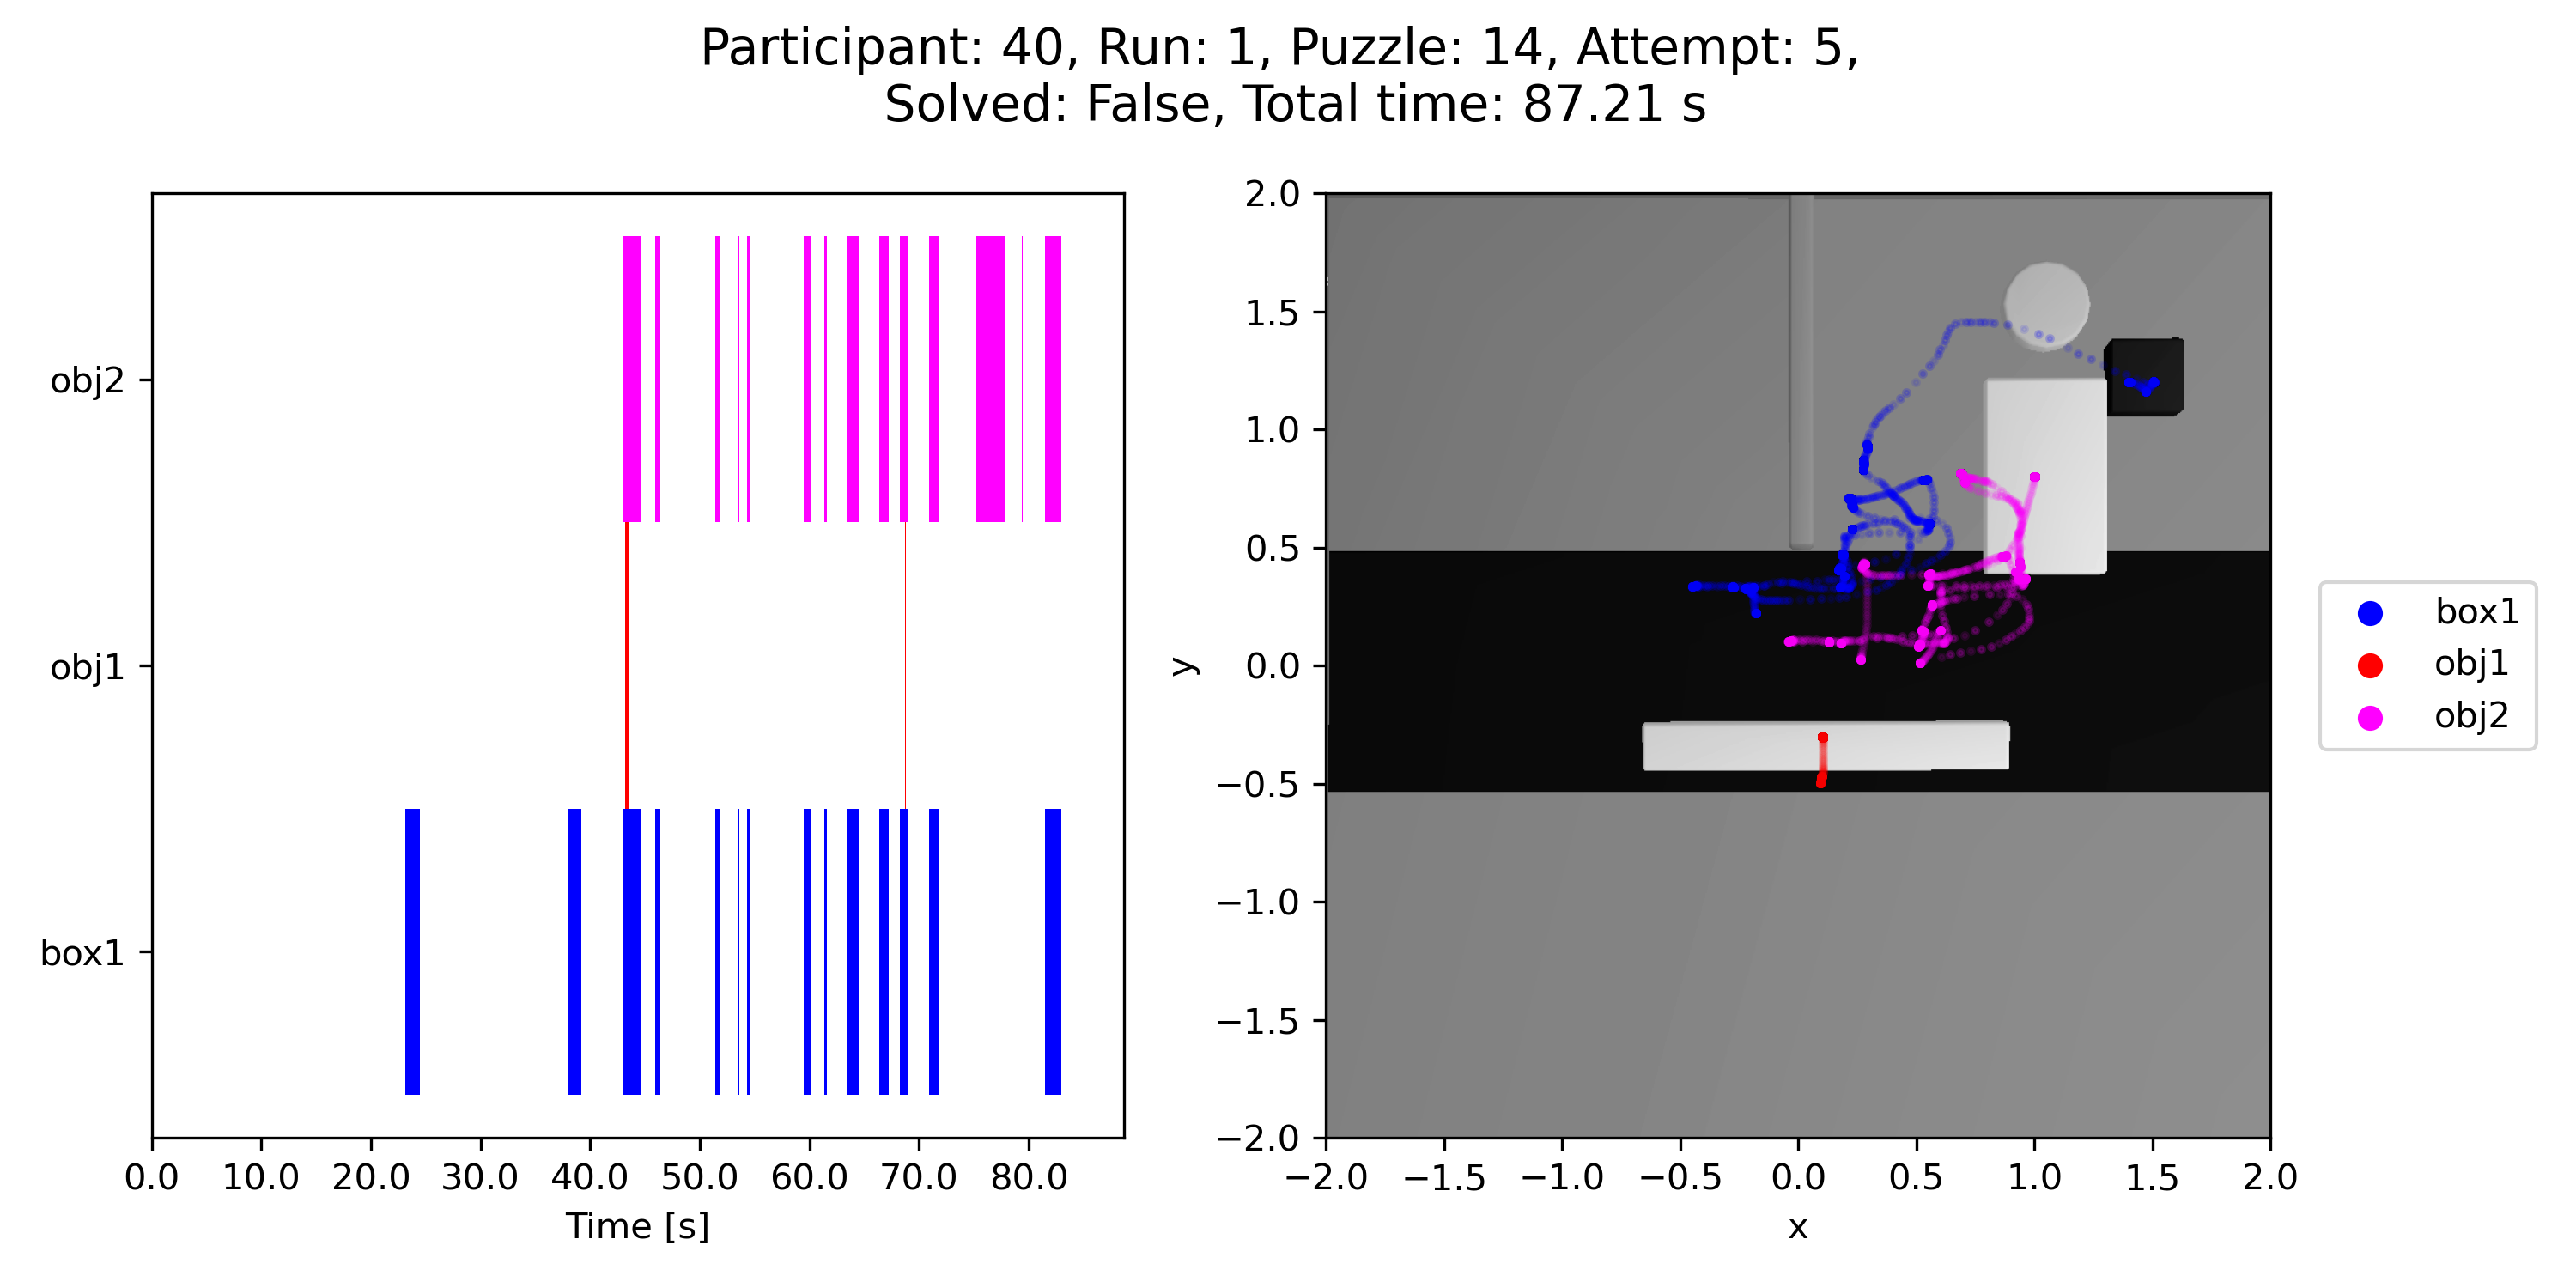 Participant: 40, Run: 1, Puzzle: 14, Attempt: 5,
Solved: False, Total time: 87.21 s
obj2
obj1
box1
0.0 10.0 20.0 30.0 40.0 50.0 60.0 70.0 80.0
Time [s]
2.0
1.5
1.0
0.5
0.0
−0.5
−1.0
−1.5
−2.0
y
−2.0 −1.5 −1.0 −0.5 0.0 0.5 1.0 1.5 2.0
x
box1
obj1
obj2